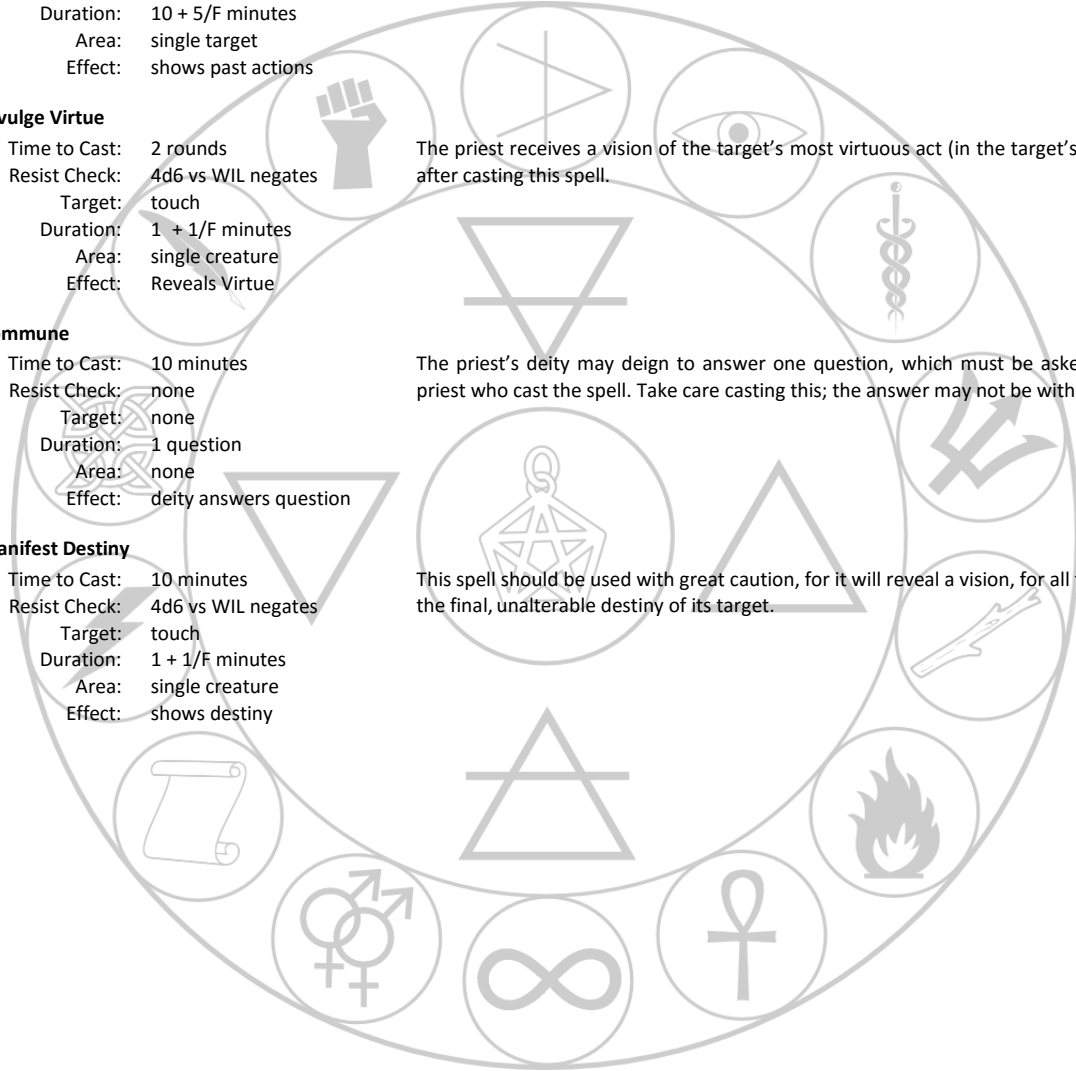 Duration: 10 + 5/F minutes
Area: single target
Effect: shows past actions
vulge Virtue
Time to Cast: 2 rounds
Resist Check: 4d6 vs WIL negates
Target: touch
Duration: 1 + 1/F minutes
Area: single creature
Effect: Reveals Virtue
The priest receives a vision of the target's most virtuous act (in the target's
after casting this spell.
mmune
Time to Cast: 10 minutes
Resist Check: none
Target: none
Duration: 1 question
Area: none
Effect: deity answers question
The priest's deity may deign to answer one question, which must be aske
priest who cast the spell. Take care casting this; the answer may not be with
anifest Destiny
Time to Cast: 10 minutes
Resist Check: 4d6 vs WIL negates
Target: touch
Duration: 1 + 1/F minutes
Area: single creature
Effect: shows destiny
This spell should be used with great caution, for it will reveal a vision, for all
the final, unalterable destiny of its target.